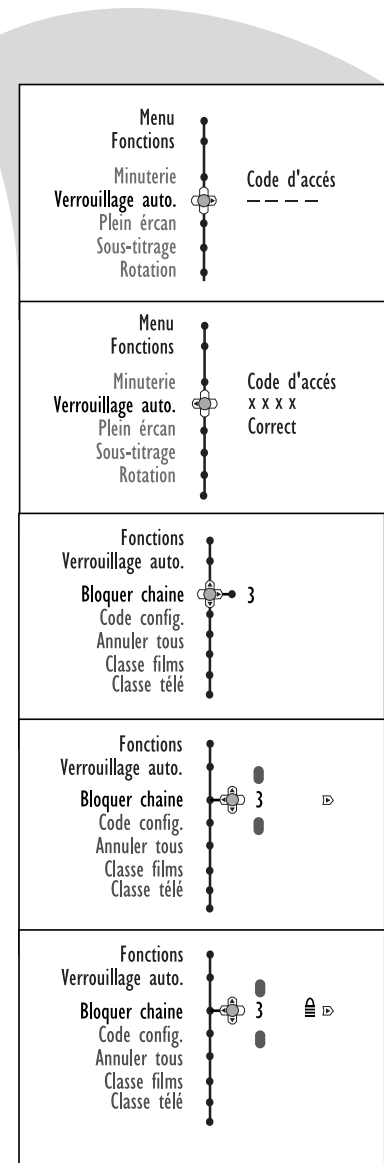 Menu
Fonctions
Minuterie
Verrouillage auto.
Plein ércan
Sous-titrage
Rotation
Code d'accés
_ _ _ _
Menu
Fonctions
Minuterie
Verrouillage auto.
Plein ércan
Sous-titrage
Rotation
Code d'accés
x x x x
Correct
Fonctions
Verrouillage auto.
Bloquer chaine 3
Code config.
Annuler tous
Classe films
Classe télé
Fonctions
Verrouillage auto.
Bloquer chaine 3
Code config.
Annuler tous
Classe films
Classe télé
Fonctions
Verrouillage auto.
Bloquer chaine 3
Code config.
Annuler tous
Classe films
Classe télé